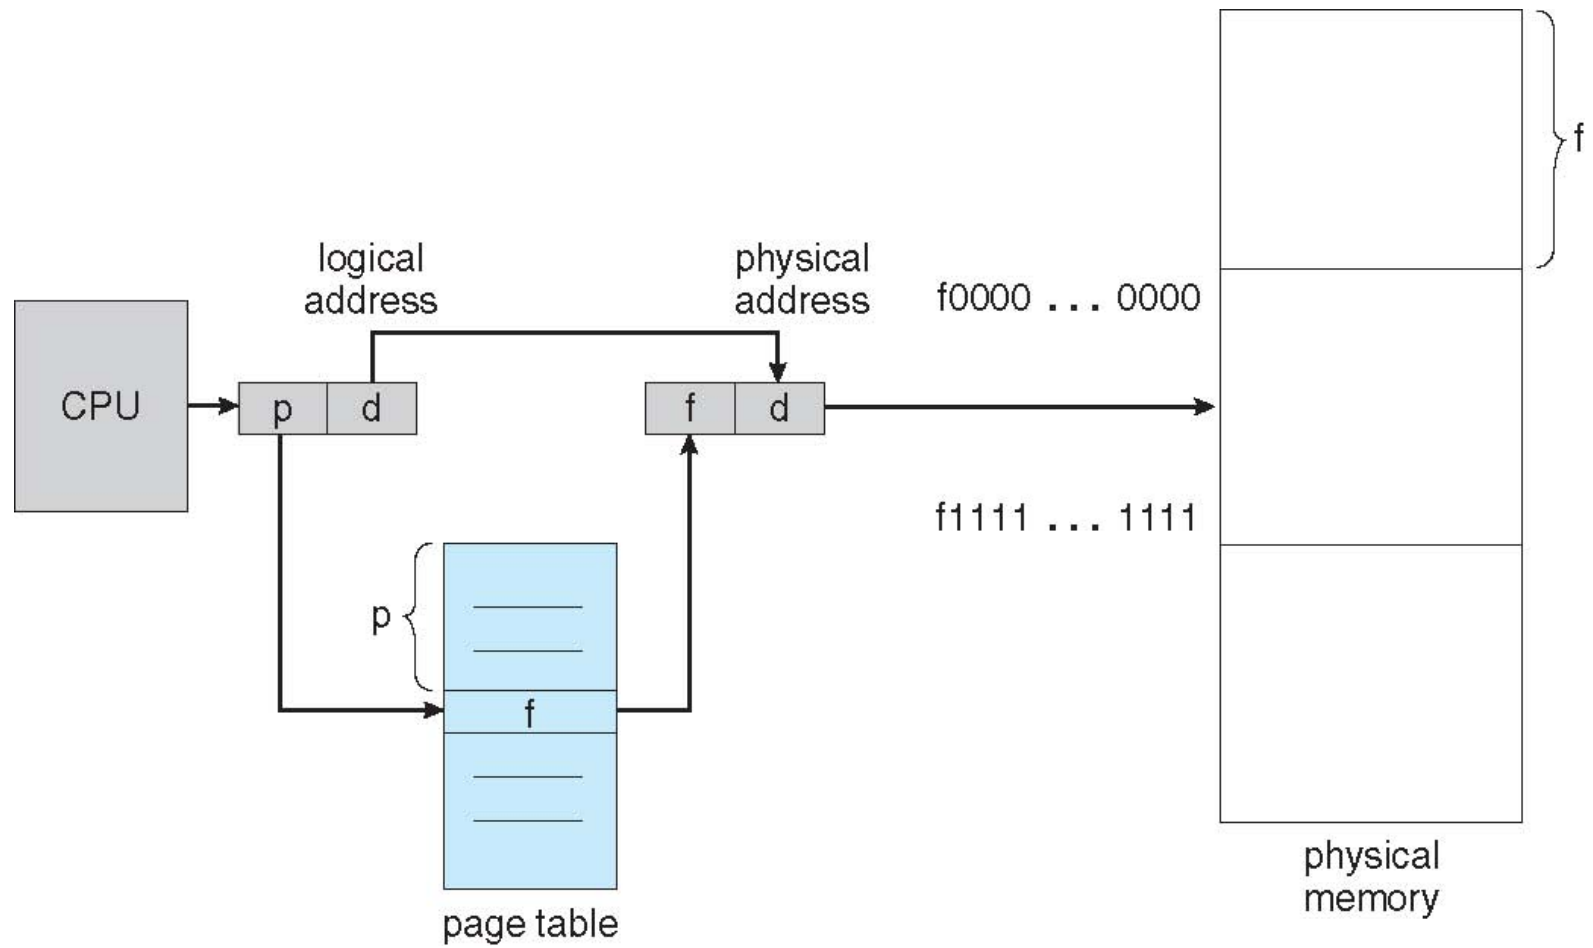 f
logical
address
physical
address
f0000 ... 0000
CPU
p
d
f
d
f1111 ... 1111
p
f
page table
physical
memory